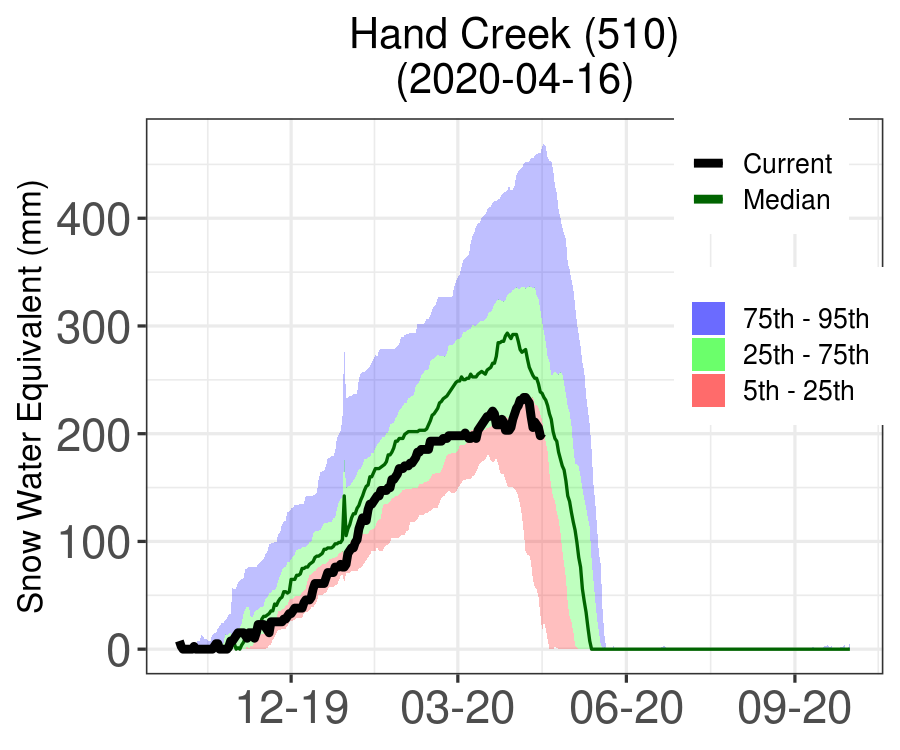 Hand Creek (510)
(2020-04-16)
Snow Water Equivalent (mm)
400
300
200
100
0
12-19
03-20
06-20
09-20
Current
Median
75th - 95th
25th - 75th
5th - 25th